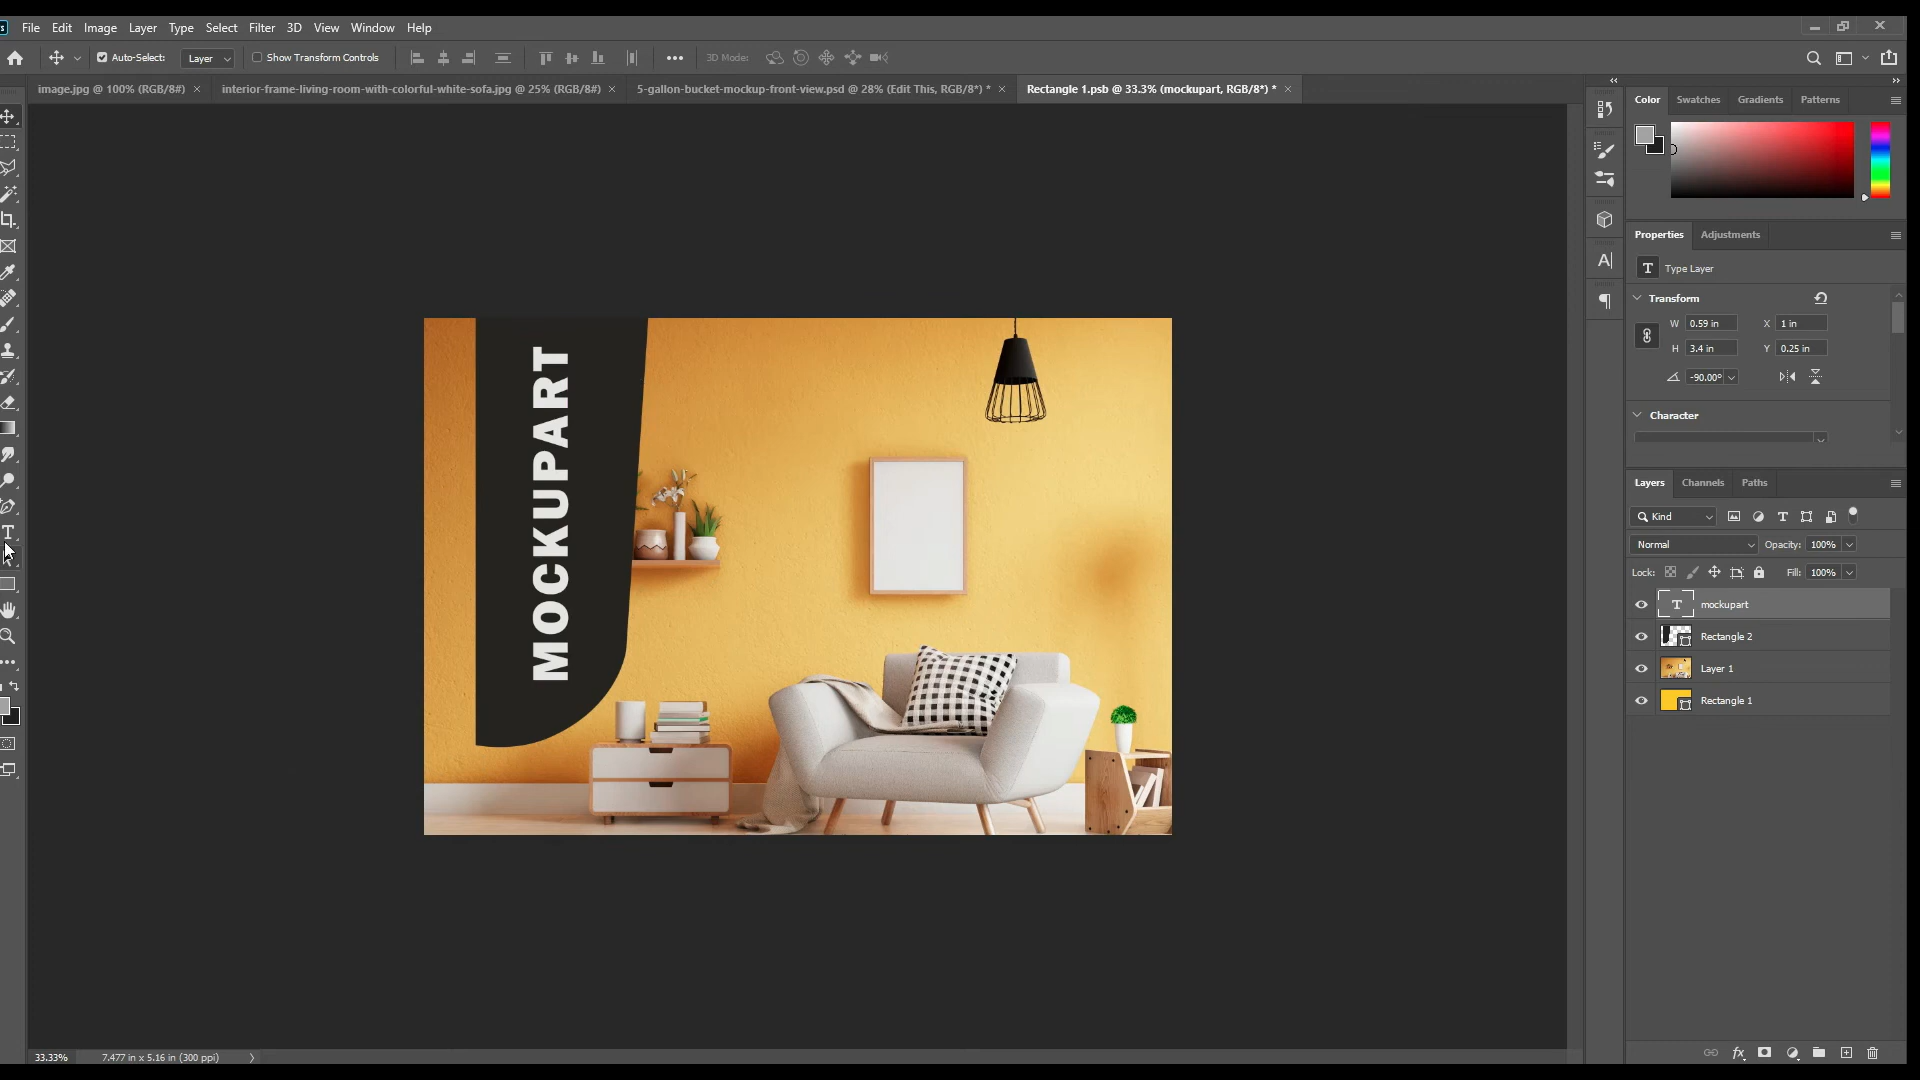 File Edit Image Layer Type Select Filter 3D View Window Help
Auto-Select: Layer Show Transform Controls 3D Mode:
image.jpg @ 100% (RGB/8#) × interior-frame-living-room-with-colorful-white-sofa.jpg @ 25% (RGB/8#) × 5-gallon-bucket-mockup-front-view.psd @ 28% (Edit This, RGB/8*) * × Rectangle 1.psb @ 33.3% (mockupart, RGB/8*) * ×
Color Swatches Gradients Patterns
Properties Adjustments
T Type Layer
Transform
W 0.59 in X 1 in
H 3.4 in Y 0.25 in
-90.00°
Character
MOCKUPART
Layers Channels Paths
Kind
Normal Opacity: 100%
Lock: Fill: 100%
T mockupart
Rectangle 2
Layer 1
Rectangle 1
33.33% 7.477 in x 5.16 in (300 ppi)